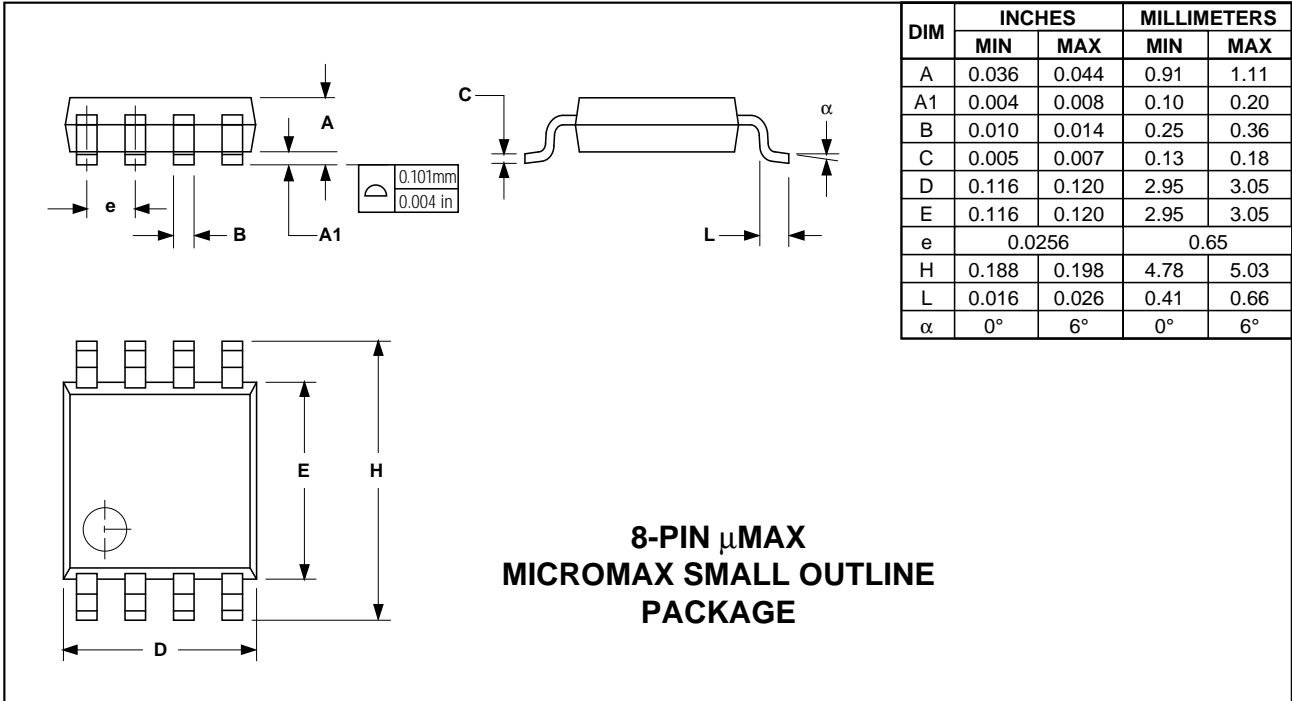 DIM INCHES MILLIMETERS
MIN MAX MIN MAX
A 0.036 0.044 0.91 1.11
A1 0.004 0.008 0.10 0.20
B 0.010 0.014 0.25 0.36
C 0.005 0.007 0.13 0.18
D 0.116 0.120 2.95 3.05
E 0.116 0.120 2.95 3.05
e 0.0256 0.65
H 0.188 0.198 4.78 5.03
L 0.016 0.026 0.41 0.66
α 0° 6° 0° 6°
A
C
α
0.101mm
0.004 in
e
B
A1
L
E
H
D
8-PIN μMAX
MICROMAX SMALL OUTLINE
PACKAGE